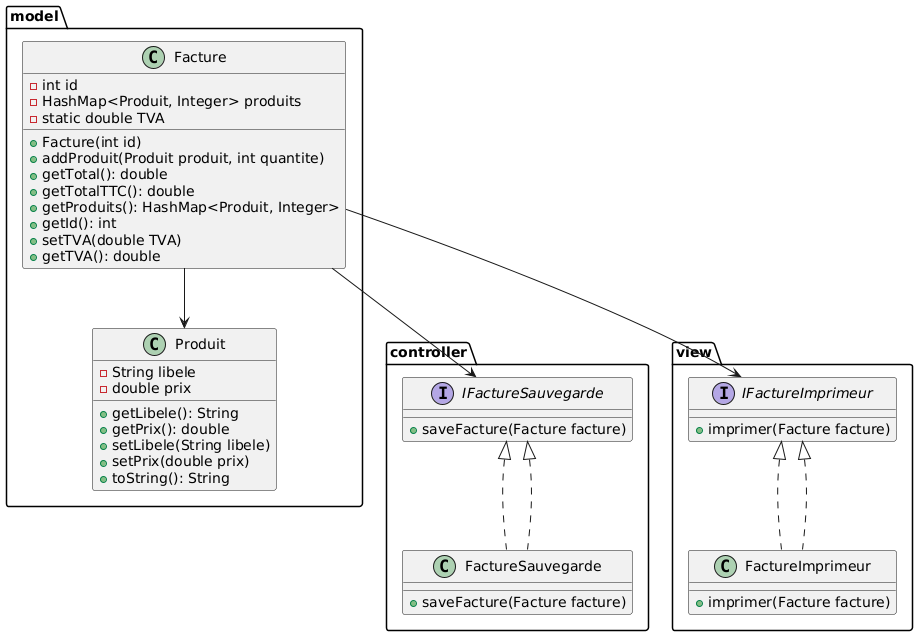 model
C Facture
int id
HashMap<Produit, Integer> produits
static double TVA
Facture(int id)
addProduit(Produit produit, int quantite)
getTotal(): double
getTotalTTC(): double
getProduits(): HashMap<Produit, Integer>
getId(): int
setTVA(double TVA)
getTVA(): double
C Produit
String libele
double prix
getLibele(): String
getPrix(): double
setLibele(String libele)
setPrix(double prix)
toString(): String
controller
I IFactureSauvegarde
saveFacture(Facture facture)
C FactureSauvegarde
saveFacture(Facture facture)
view
I IFactureImprimeur
imprimer(Facture facture)
C FactureImprimeur
imprimer(Facture facture)